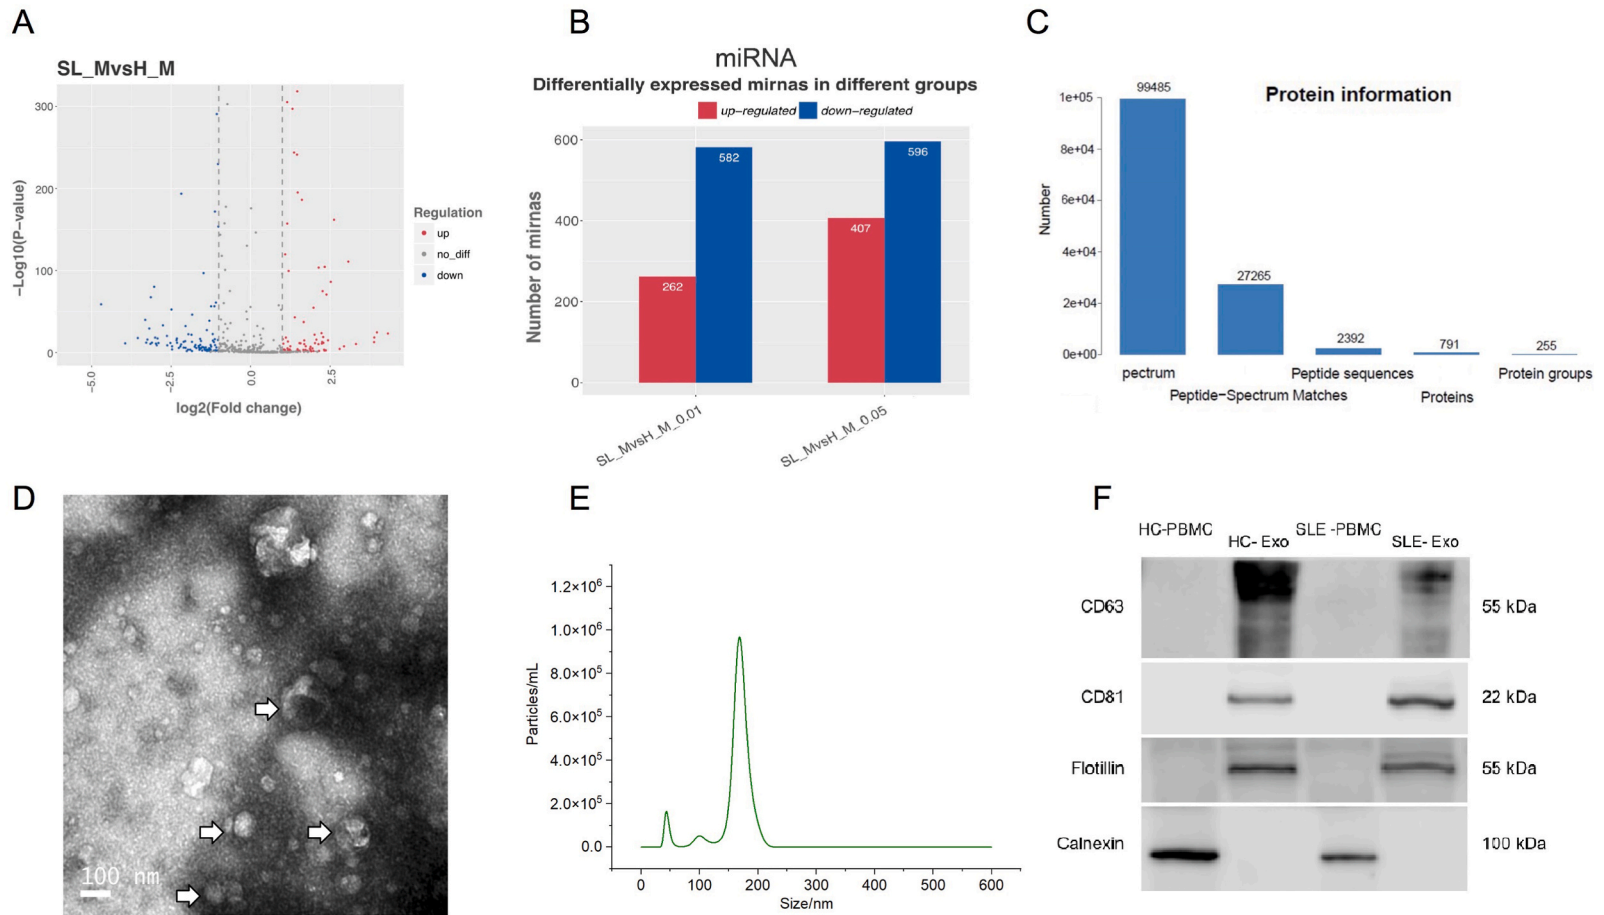 A
SL_MvsH_M
300
200
100
0
−Log10(P−value)
−5.0
−2.5
0.0
2.5
log2(Fold change)
Regulation
up
no_diff
down
B
miRNA
Differentially expressed mirnas in different groups
up−regulated
down−regulated
Number of mirnas
600
400
200
0
262
582
407
596
SL_MvsH_M_0.01
SL_MvsH_M_0.05
C
Protein information
Number
1e+05
8e+04
6e+04
4e+04
2e+04
0e+00
99485
27265
2392
791
255
pectrum
Peptide−Spectrum Matches
Peptide sequences
Proteins
Protein groups
D
100 nm
E
Particles/mL
1.2×10⁶
1.0×10⁶
8.0×10⁵
6.0×10⁵
4.0×10⁵
2.0×10⁵
0.0
0 100 200 300 400 500 600
Size/nm
F
HC-PBMC
HC- Exo
SLE -PBMC
SLE- Exo
CD63
55 kDa
CD81
22 kDa
Flotillin
55 kDa
Calnexin
100 kDa